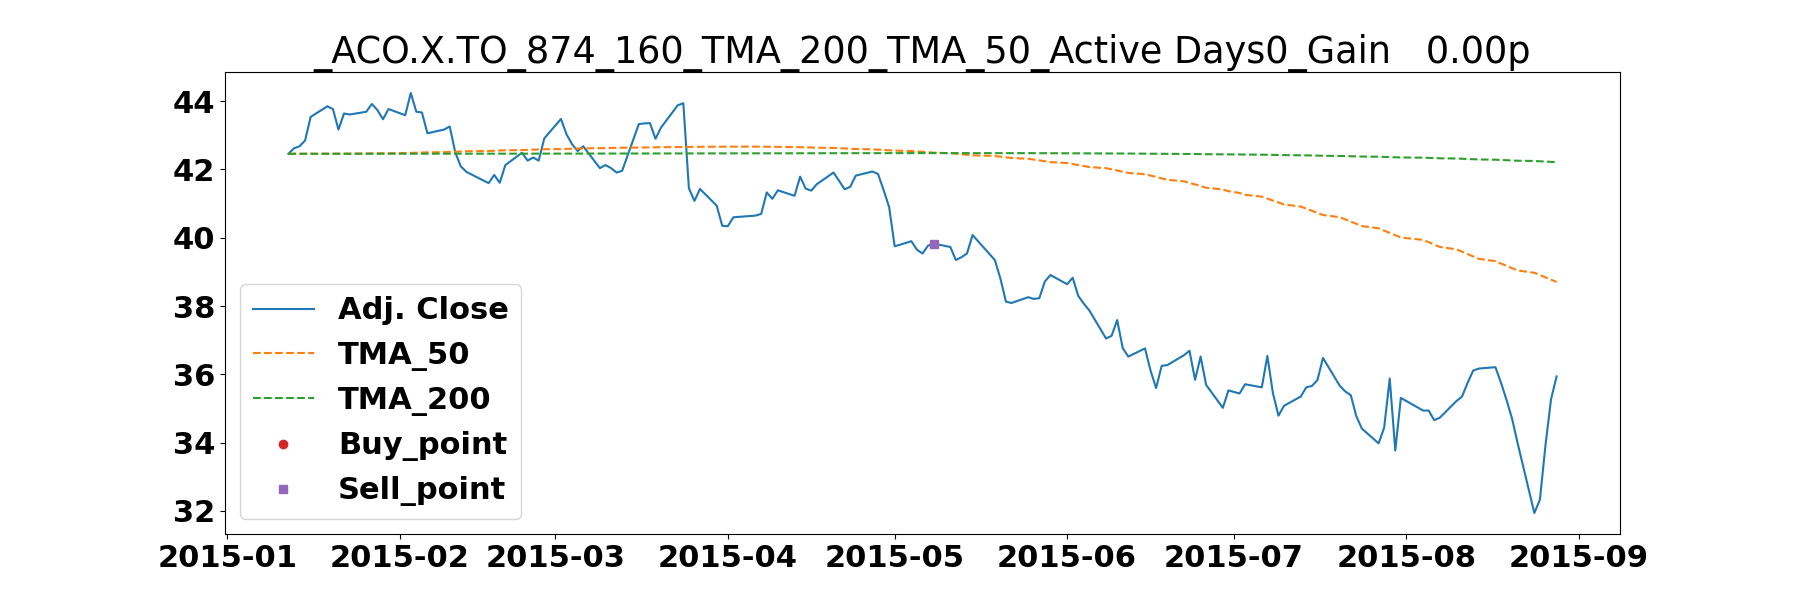 _ACO.X.TO_874_160_TMA_200_TMA_50_Active Days0_Gain   0.00p
44
42
40
38
36
34
32
Adj. Close
TMA_50
TMA_200
Buy_point
Sell_point
2015-01 2015-02 2015-03 2015-04 2015-05 2015-06 2015-07 2015-08 2015-09